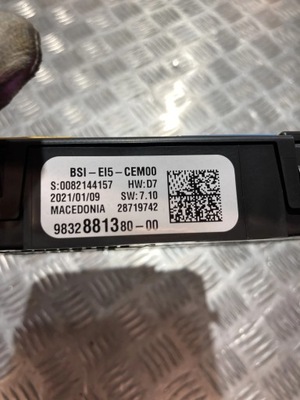 BSI-EI5-CEM00
S:0082144157 HW:D7
2021/01/09 SW:7.10
MACEDONIA 28719742
9832881380-00